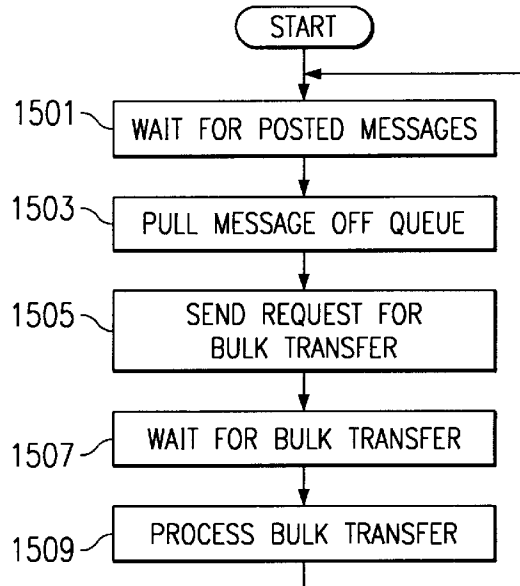 START
1501
WAIT FOR POSTED MESSAGES
1503
PULL MESSAGE OFF QUEUE
1505
SEND REQUEST FOR
BULK TRANSFER
1507
WAIT FOR BULK TRANSFER
1509
PROCESS BULK TRANSFER